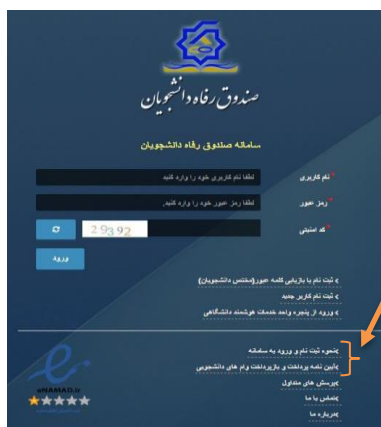 صندوق رفاه دانشجویان
سامانه صندوق رفاه دانشجویان
*نام کاربری
لطفا نام کاربری خود را وارد کنید
*رمز عبور
لطفا رمز عبور خود را وارد کنید.
*کد امنیتی
29392
ورود
ثبت نام یا بازیابی کلمه عبور(مختص دانشجویان)
ثبت نام کاربر جدید
ورود از پنجره واحد خدمات هوشمند دانشگاهی
نحوه ثبت نام و ورود به سامانه
آیین نامه پرداخت و بازپرداخت وام های دانشجویی
پرسش های متداول
تماس با ما
درباره ما
eNAMAD.ir